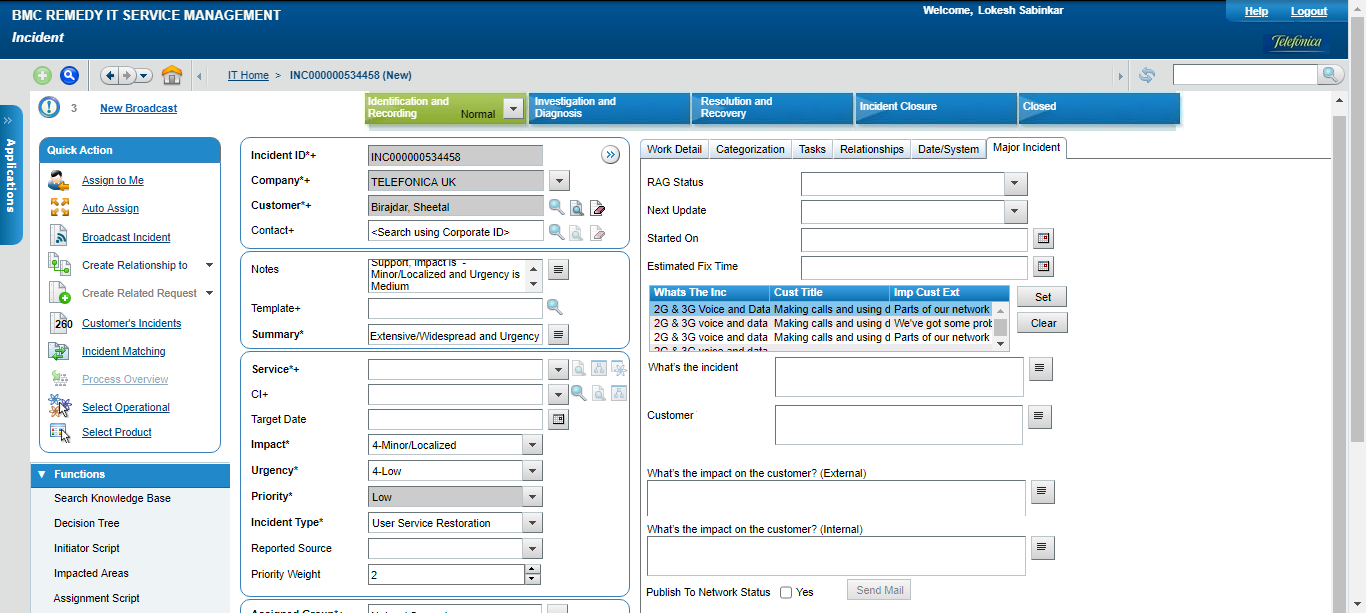 BMC REMEDY IT SERVICE MANAGEMENT
Welcome, Lokesh Sabinkar
Help Logout
Incident
Telefónica
IT Home > INC000000534458 (New)
3 New Broadcast
Identification and Recording Normal
Investigation and Diagnosis
Resolution and Recovery
Incident Closure
Closed
Applications
Quick Action
Assign to Me
Auto Assign
Broadcast Incident
Create Relationship to
Create Related Request
260 Customer's Incidents
Incident Matching
Process Overview
Select Operational
Select Product
Functions
Search Knowledge Base
Decision Tree
Initiator Script
Impacted Areas
Assignment Script
Incident ID*+ INC000000534458
Company*+ TELEFONICA UK
Customer*+ Birajdar, Sheetal
Contact+ <Search using Corporate ID>
Notes
Support, Impact is -
Minor/Localized and Urgency is
Medium
Template+
Summary* Extensive/Widespread and Urgency
Service*+
CI+
Target Date
Impact* 4-Minor/Localized
Urgency* 4-Low
Priority* Low
Incident Type* User Service Restoration
Reported Source
Priority Weight 2
Assigned Group*+
Work Detail Categorization Tasks Relationships Date/System Major Incident
RAG Status
Next Update
Started On
Estimated Fix Time
Whats The Inc Cust Title Imp Cust Ext
2G & 3G Voice and Data Making calls and using d Parts of our network
2G & 3G voice and data Making calls and using d We've got some prob
2G & 3G voice and data Making calls and using d Parts of our network
2G & 3G voice and data
Set
Clear
What's the incident
Customer
What's the impact on the customer? (External)
What's the impact on the customer? (Internal)
Publish To Network Status Yes Send Mail